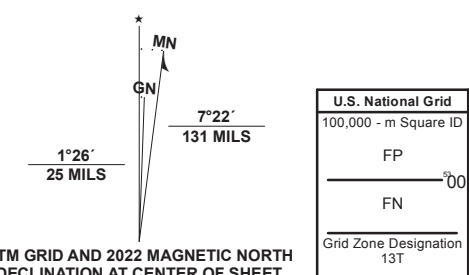 ★
MN
GN
7°22´
131 MILS
1°26´
25 MILS
TM GRID AND 2022 MAGNETIC NORTH
DECLINATION AT CENTER OF SHEET
U.S. National Grid
100,000 - m Square ID
FP
5300
FN
Grid Zone Designation
13T